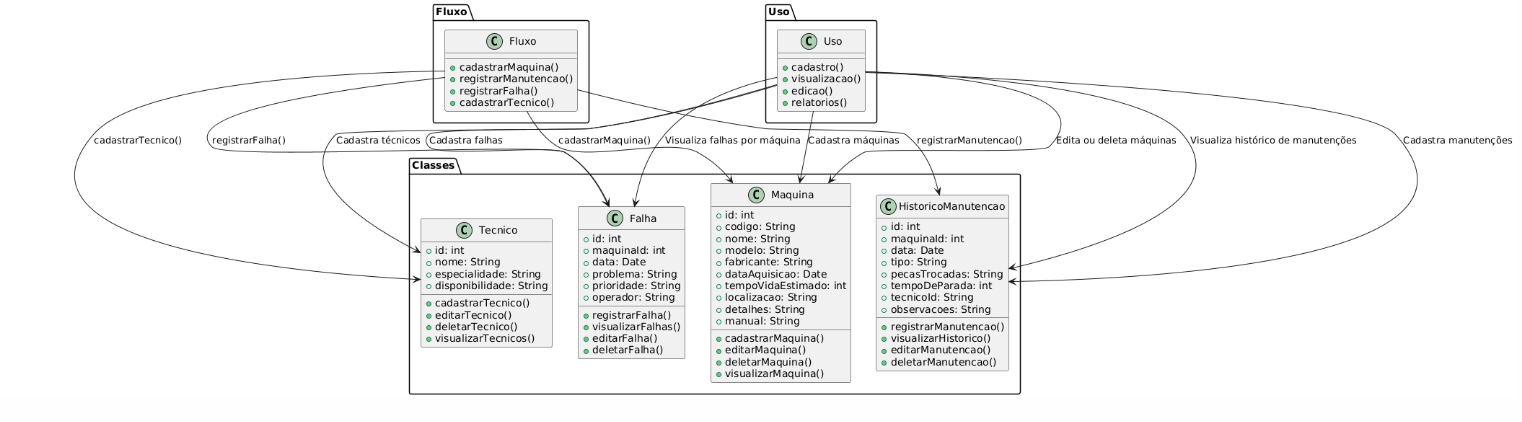 Fluxo
Uso
C Fluxo
cadastrarMaquina()
registrarManutencao()
registrarFalha()
cadastrarTecnico()
C Uso
cadastro()
visualizacao()
edicao()
relatorios()
cadastrarTecnico()
registrarFalha()
Cadastra técnicos
Cadastra falhas
cadastrarMaquina()
Visualiza falhas por máquina
Cadastra máquinas
registrarManutencao()
Edita ou deleta máquinas
Visualiza histórico de manutenções
Cadastra manutenções
Classes
C Tecnico
id: int
nome: String
especialidade: String
disponibilidade: String
cadastrarTecnico()
editarTecnico()
deletarTecnico()
visualizarTecnicos()
C Falha
id: int
maquinaId: int
data: Date
problema: String
prioridade: String
operador: String
registrarFalha()
visualizarFalhas()
editarFalha()
deletarFalha()
C Maquina
id: int
codigo: String
nome: String
modelo: String
fabricante: String
dataAquisicao: Date
tempoVidaEstimado: int
localizacao: String
detalhes: String
manual: String
cadastrarMaquina()
editarMaquina()
deletarMaquina()
visualizarMaquina()
C HistoricoManutencao
id: int
maquinaId: int
data: Date
tipo: String
pecasTrocadas: String
tempoDeParada: int
tecnicoId: String
observacoes: String
registrarManutencao()
visualizarHistorico()
editarManutencao()
deletarManutencao()